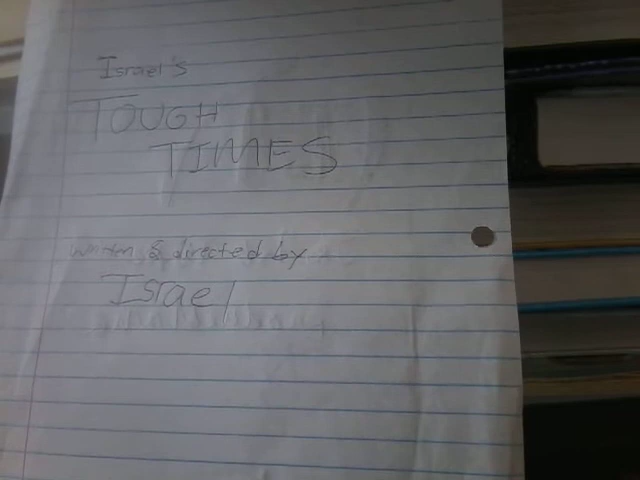 Israel's
TOUGH
TIMES
written & directed by
Israel